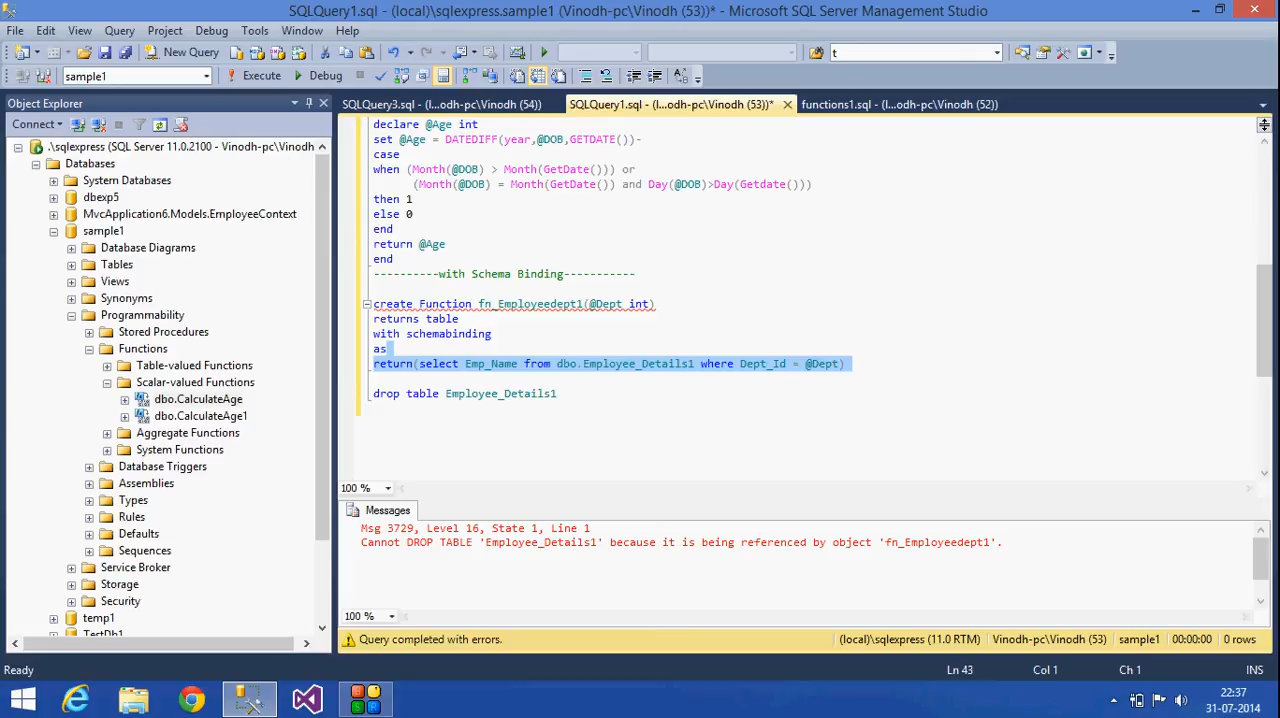 SQLQuery1.sql - (local)\sqlexpress.sample1 (Vinodh-pc\Vinodh (53))* - Microsoft SQL Server Management Studio
File Edit View Query Project Debug Tools Window Help
New Query t
sample1 Execute Debug
Object Explorer
SQLQuery3.sql - (l...odh-pc\Vinodh (54)) SQLQuery1.sql - (l...odh-pc\Vinodh (53))* functions1.sql - (l...odh-pc\Vinodh (52))
Connect
.\sqlexpress (SQL Server 11.0.2100 - Vinodh-pc\Vinodh
Databases
System Databases
dbexp5
MvcApplication6.Models.EmployeeContext
sample1
Database Diagrams
Tables
Views
Synonyms
Programmability
Stored Procedures
Functions
Table-valued Functions
Scalar-valued Functions
dbo.CalculateAge
dbo.CalculateAge1
Aggregate Functions
System Functions
Database Triggers
Assemblies
Types
Rules
Defaults
Sequences
Service Broker
Storage
Security
temp1
TestDb1
declare @Age int
set @Age = DATEDIFF(year,@DOB,GETDATE())-
case
when (Month(@DOB) > Month(GetDate())) or
(Month(@DOB) = Month(GetDate()) and Day(@DOB)>Day(Getdate()))
then 1
else 0
end
return @Age
end
----------with Schema Binding-----------
create Function fn_Employeedept1(@Dept int)
returns table
with schemabinding
as
return(select Emp_Name from dbo.Employee_Details1 where Dept_Id = @Dept)
drop table Employee_Details1
100 %
Messages
Msg 3729, Level 16, State 1, Line 1
Cannot DROP TABLE 'Employee_Details1' because it is being referenced by object 'fn_Employeedept1'.
100 %
Query completed with errors. (local)\sqlexpress (11.0 RTM) Vinodh-pc\Vinodh (53) sample1 00:00:00 0 rows
Ready Ln 43 Col 1 Ch 1 INS
22:37
31-07-2014